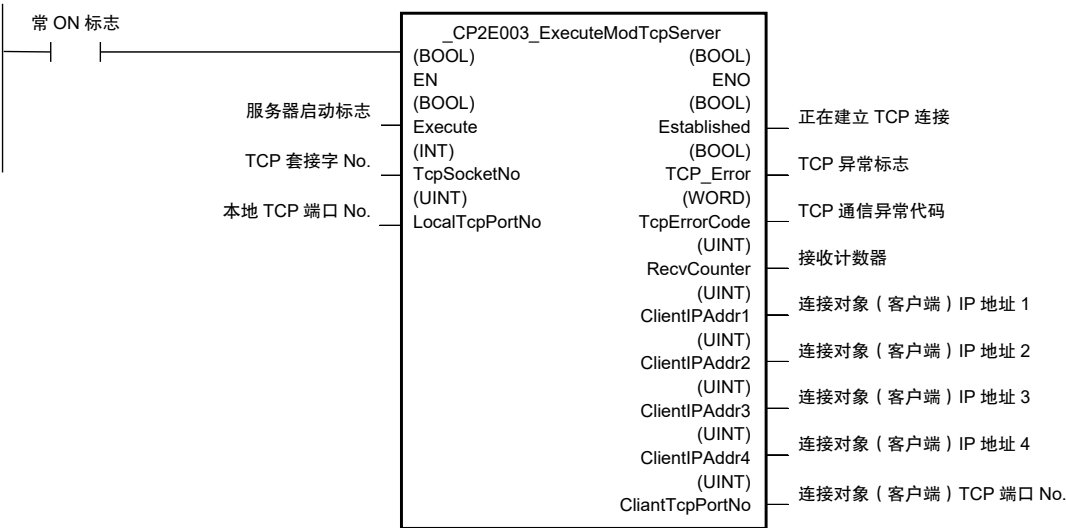 常 ON 标志
_CP2E003_ExecuteModTcpServer
(BOOL) (BOOL)
EN ENO
(BOOL) (BOOL)
服务器启动标志 Execute Established 正在建立 TCP 连接
(INT) (BOOL)
TCP 套接字 No. TcpSocketNo TCP_Error TCP 异常标志
(UINT) (WORD)
本地 TCP 端口 No. LocalTcpPortNo TcpErrorCode TCP 通信异常代码
(UINT)
RecvCounter 接收计数器
(UINT)
ClientIPAddr1 连接对象（客户端）IP 地址 1
(UINT)
ClientIPAddr2 连接对象（客户端）IP 地址 2
(UINT)
ClientIPAddr3 连接对象（客户端）IP 地址 3
(UINT)
ClientIPAddr4 连接对象（客户端）IP 地址 4
(UINT)
CliantTcpPortNo 连接对象（客户端）TCP 端口 No.